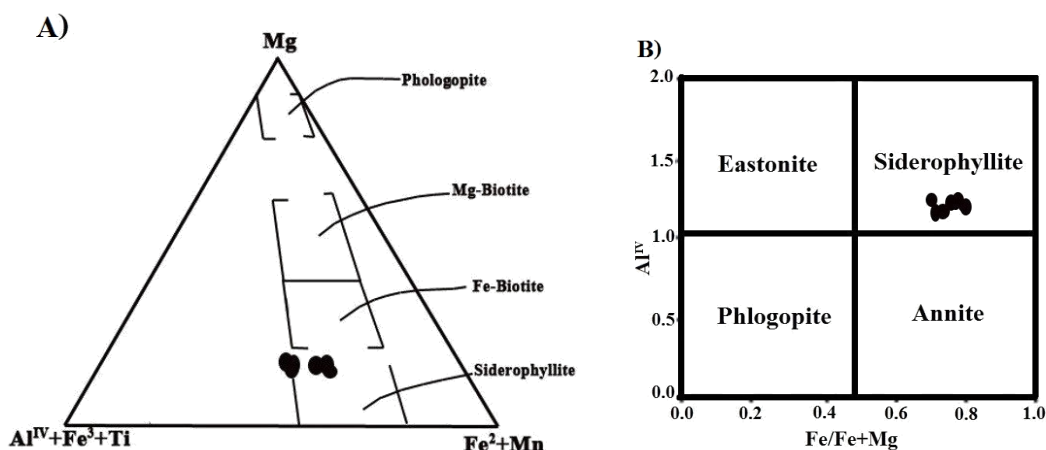 A)
Mg
Phologopite
Mg-Biotite
Fe-Biotite
Siderophyllite
Al^IV+Fe^3+Ti
Fe^2+Mn
B)
2.0
1.5
1.0
0.5
0.0
Al^IV
Eastonite
Siderophyllite
Phlogopite
Annite
0.0 0.2 0.4 0.6 0.8 1.0
Fe/Fe+Mg